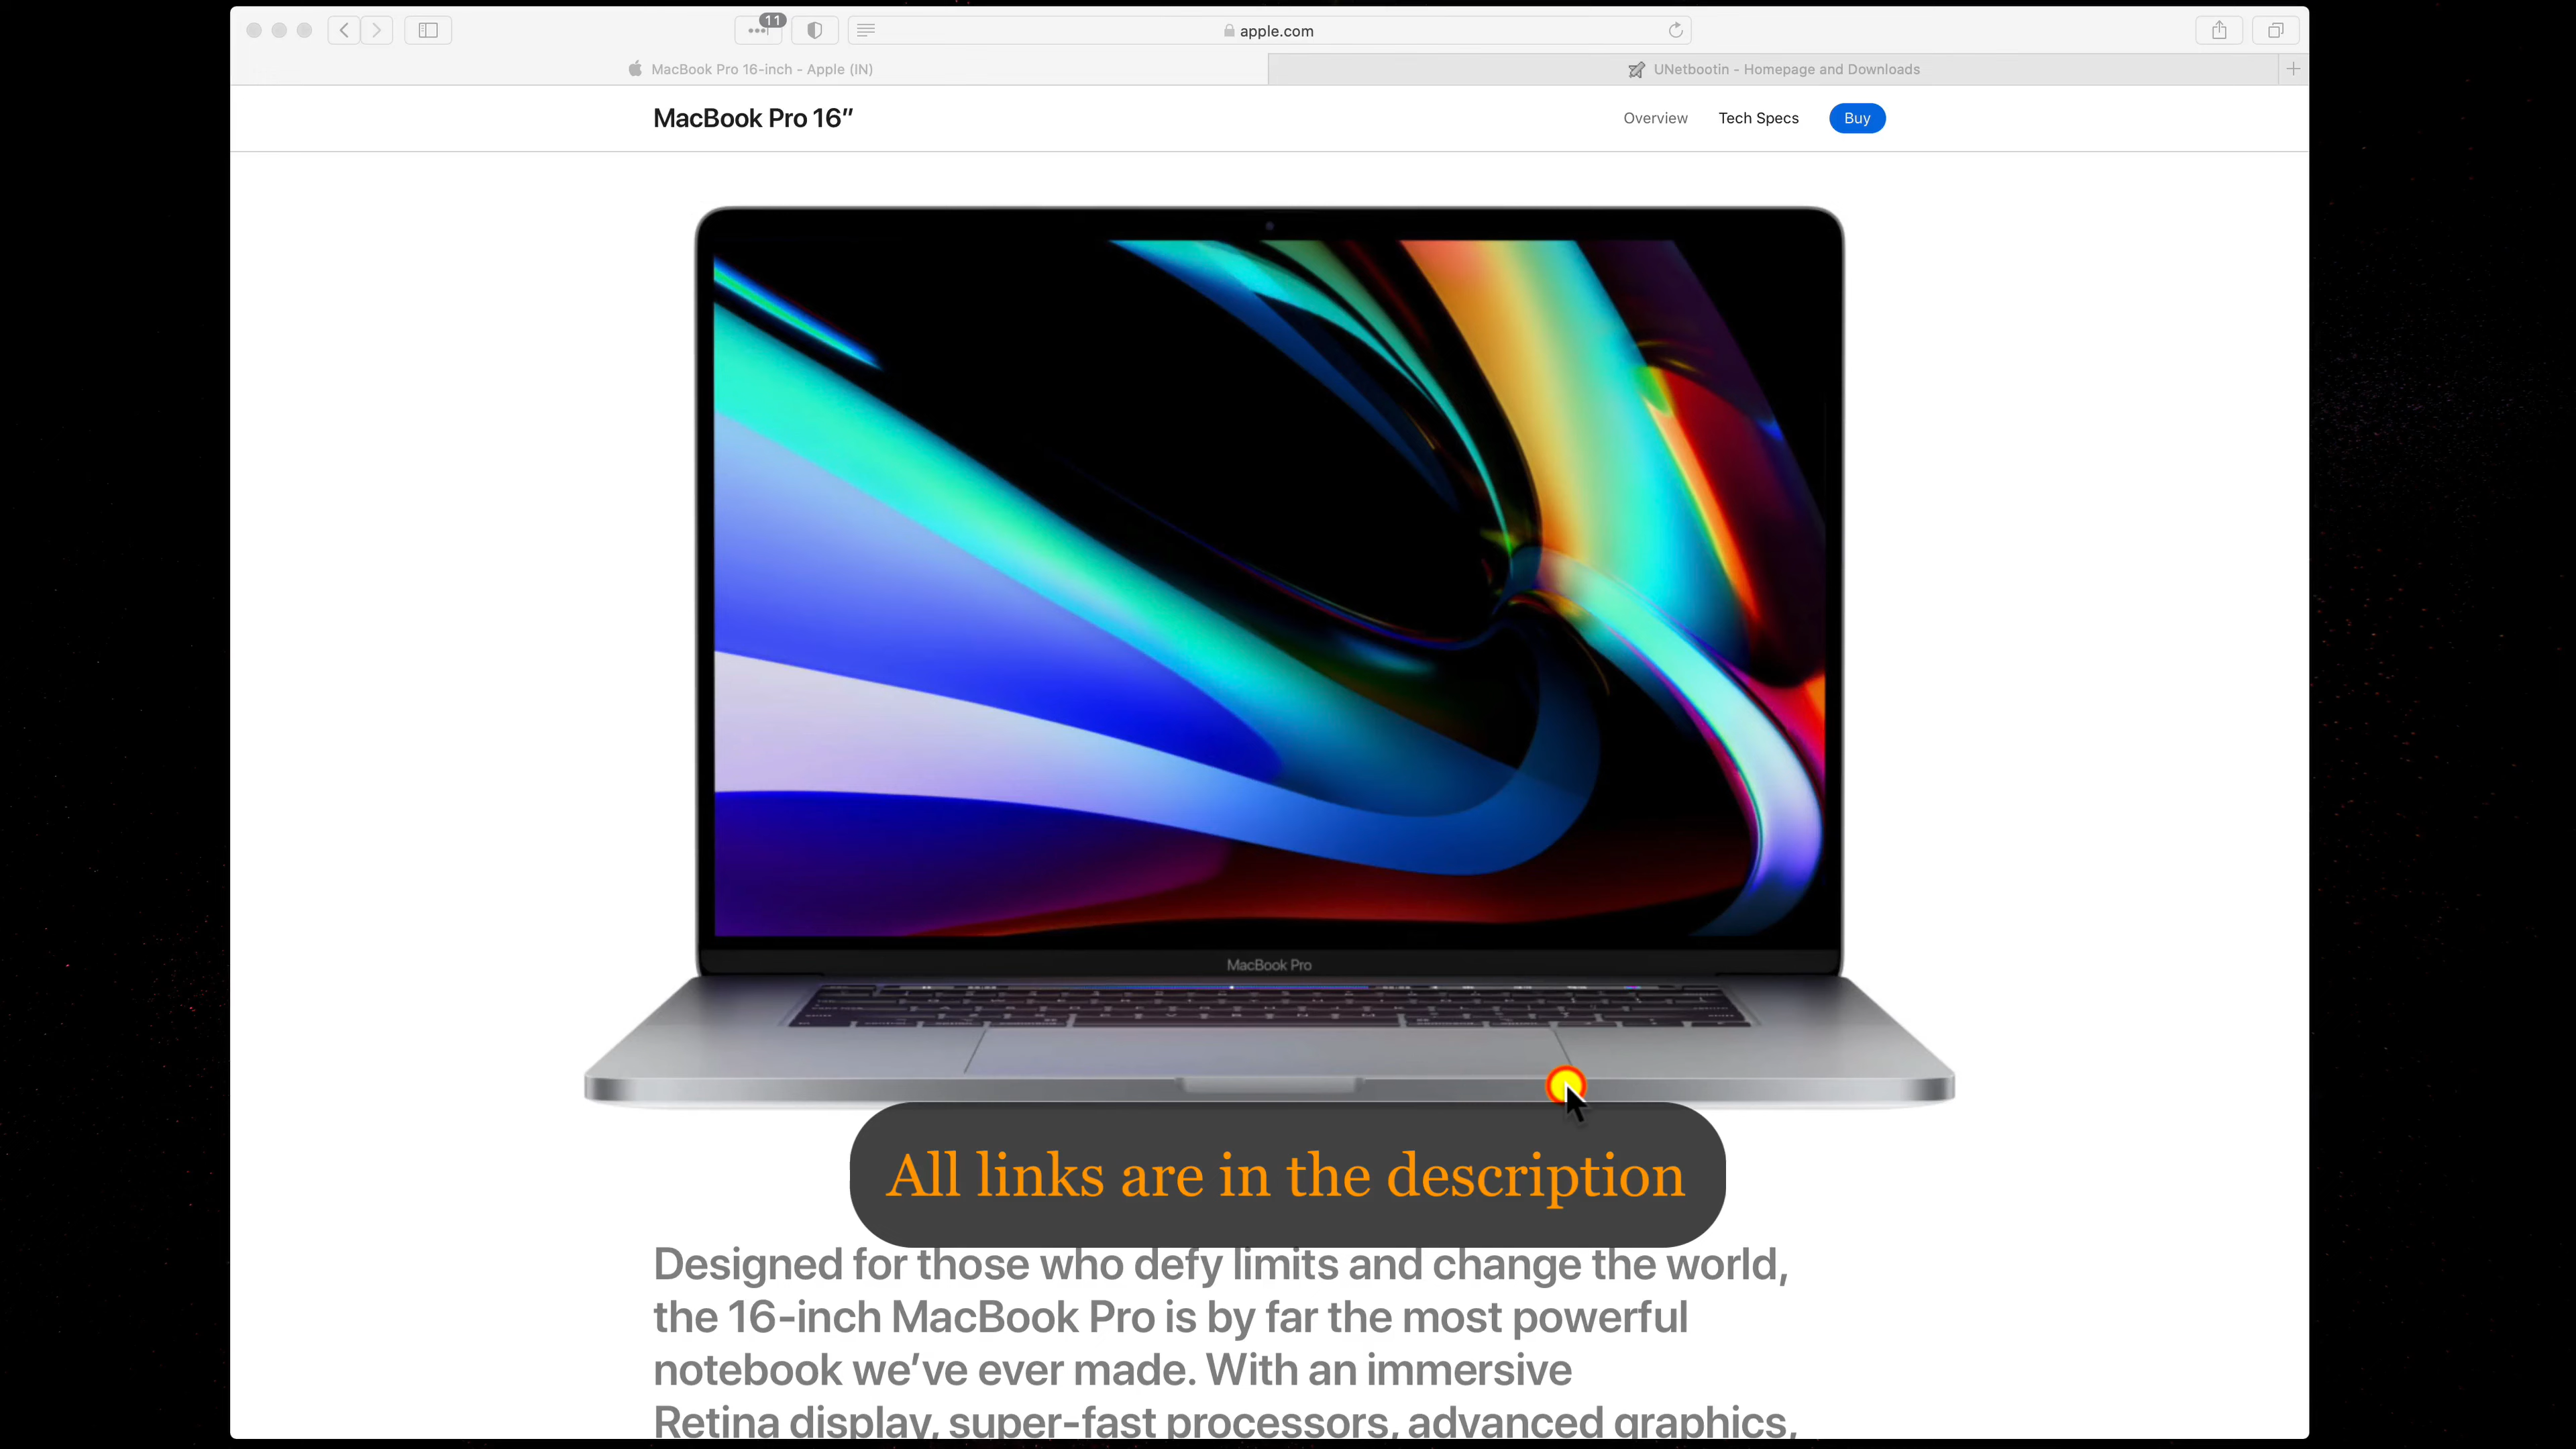 11
apple.com
MacBook Pro 16-inch - Apple (IN)
UNetbootin - Homepage and Downloads
MacBook Pro 16″
Overview
Tech Specs
Buy
MacBook Pro
All links are in the description
Designed for those who defy limits and change the world,
the 16-inch MacBook Pro is by far the most powerful
notebook we’ve ever made. With an immersive
Retina display, super-fast processors, advanced graphics,